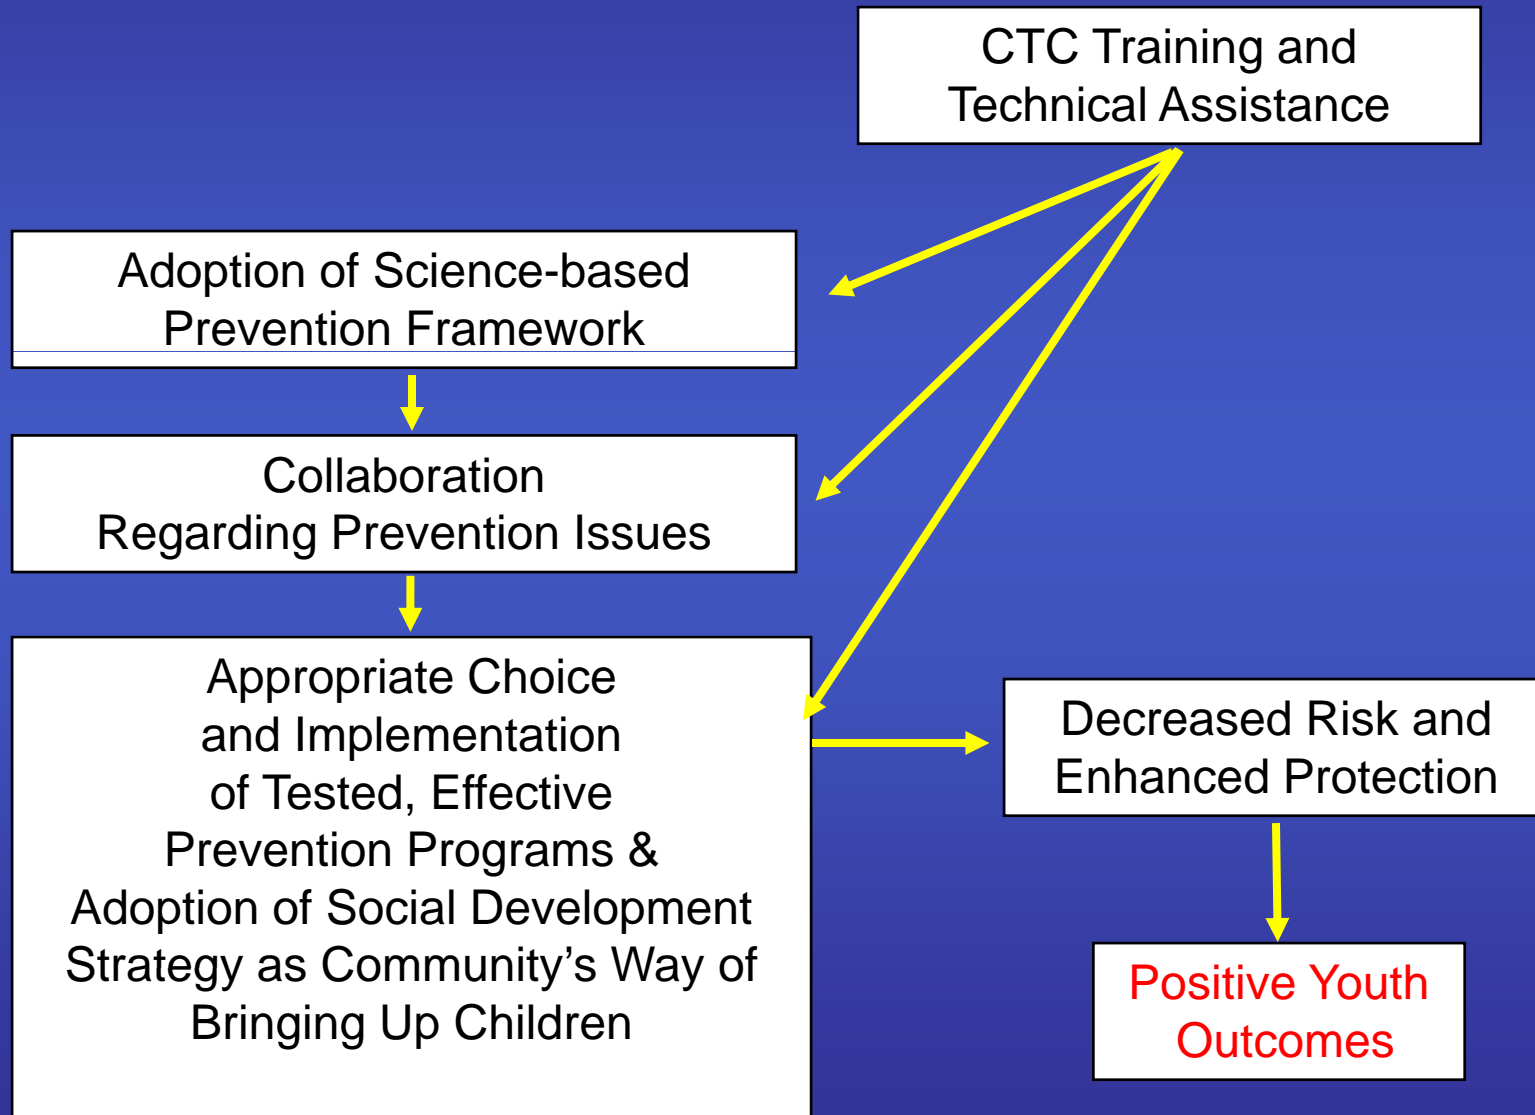 CTC Training and
Technical Assistance
Adoption of Science-based
Prevention Framework
Collaboration
Regarding Prevention Issues
Appropriate Choice
and Implementation
of Tested, Effective
Prevention Programs &
Adoption of Social Development
Strategy as Community’s Way of
Bringing Up Children
Decreased Risk and
Enhanced Protection
Positive Youth
Outcomes